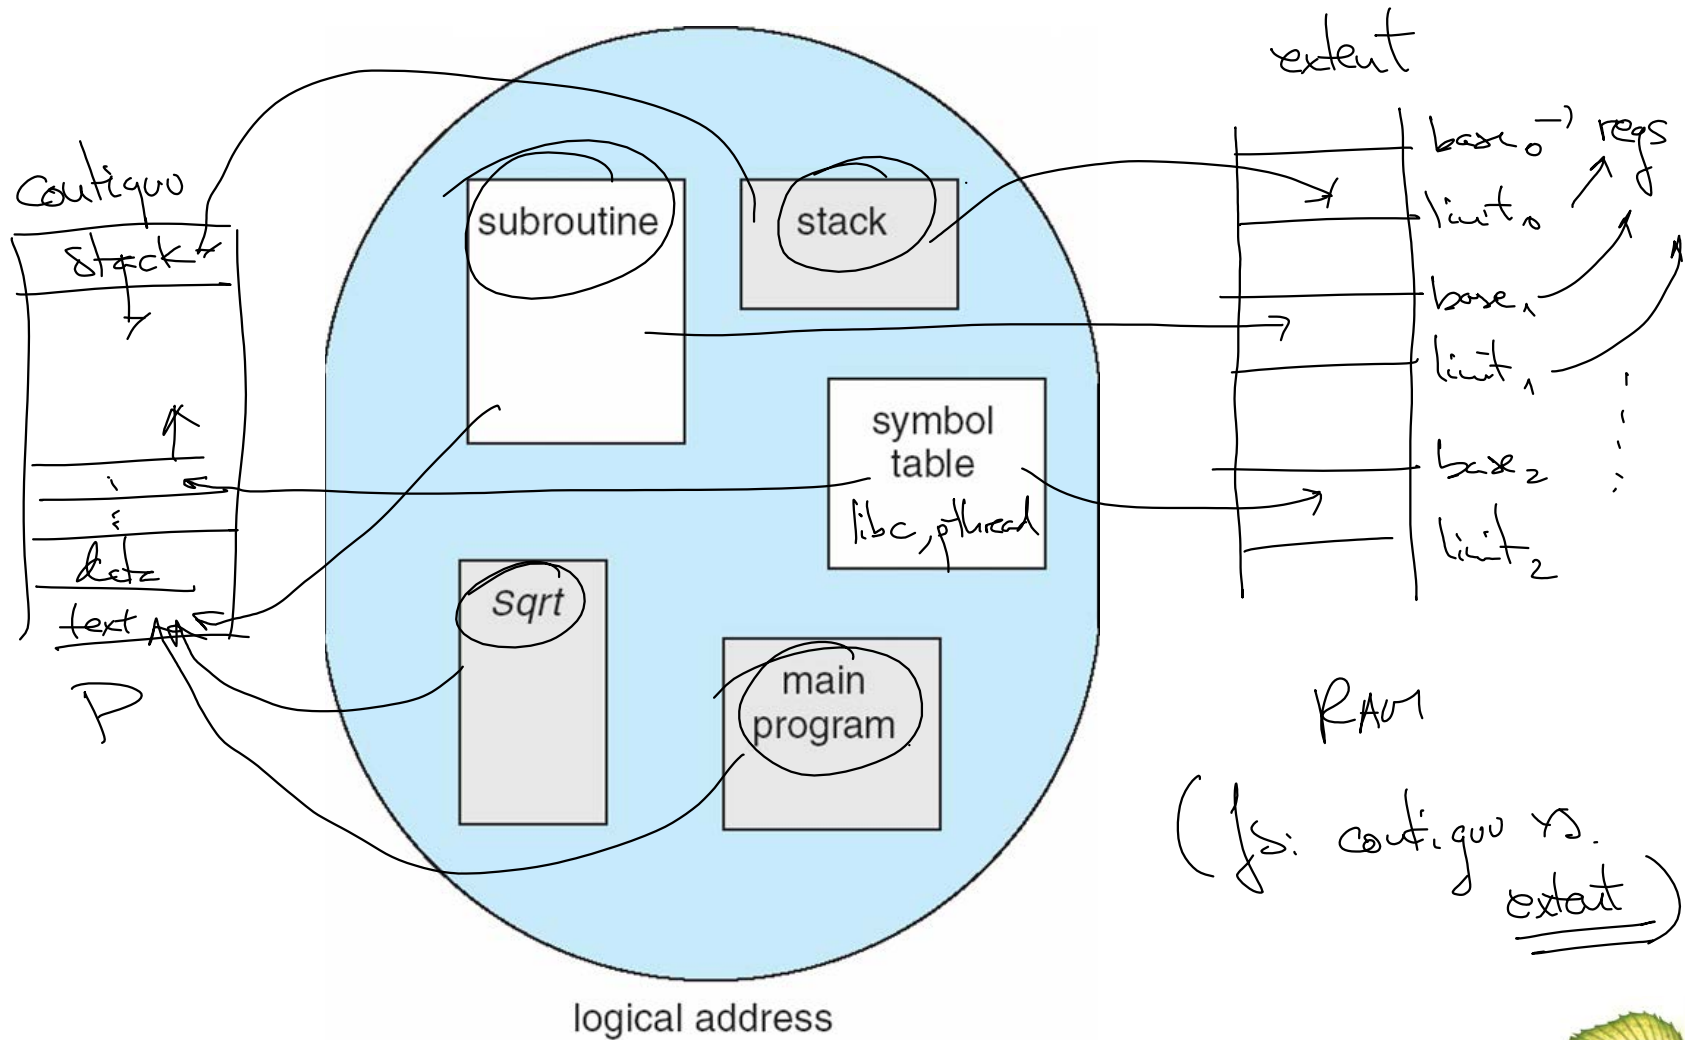 contiguo
stack
i
data
text
P
subroutine
stack
symbol
table
libc, pthread
Sqrt
main
program
logical address
extent
base0 → regs
limit0
base1
limit1
base2
limit2
RAM
(fs: contiguo vs.
extent)